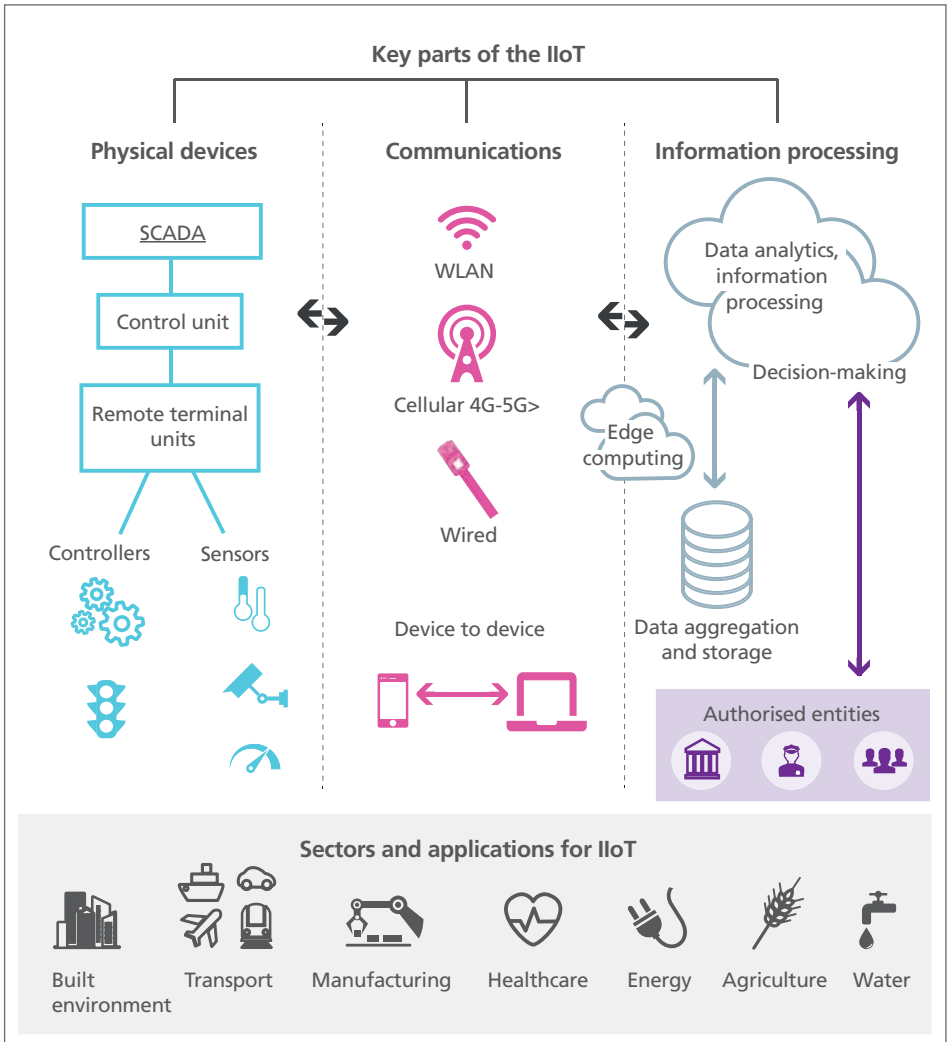 Key parts of the IIoT
Physical devices
SCADA
Control unit
Remote terminal
units
Controllers
Sensors
Communications
WLAN
Cellular 4G-5G>
Wired
Device to device
Information processing
Data analytics,
information
processing
Decision-making
Edge
computing
Data aggregation
and storage
Authorised entities
Sectors and applications for IIoT
Built
environment
Transport
Manufacturing
Healthcare
Energy
Agriculture
Water